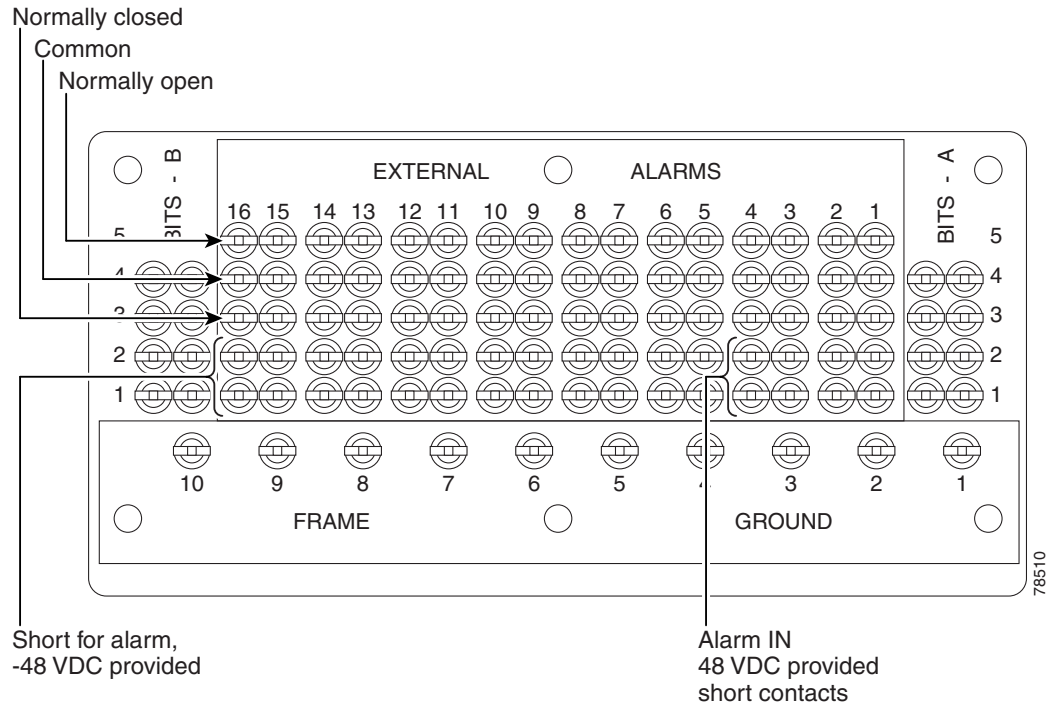 Normally closed
Common
Normally open
BITS - B
EXTERNAL ALARMS
BITS - A
16 15 14 13 12 11 10 9 8 7 6 5 4 3 2 1
5 5
4 4
3 3
2 2
1 1
10 9 8 7 6 5 4 3 2 1
FRAME GROUND
78510
Short for alarm,
-48 VDC provided
Alarm IN
48 VDC provided
short contacts